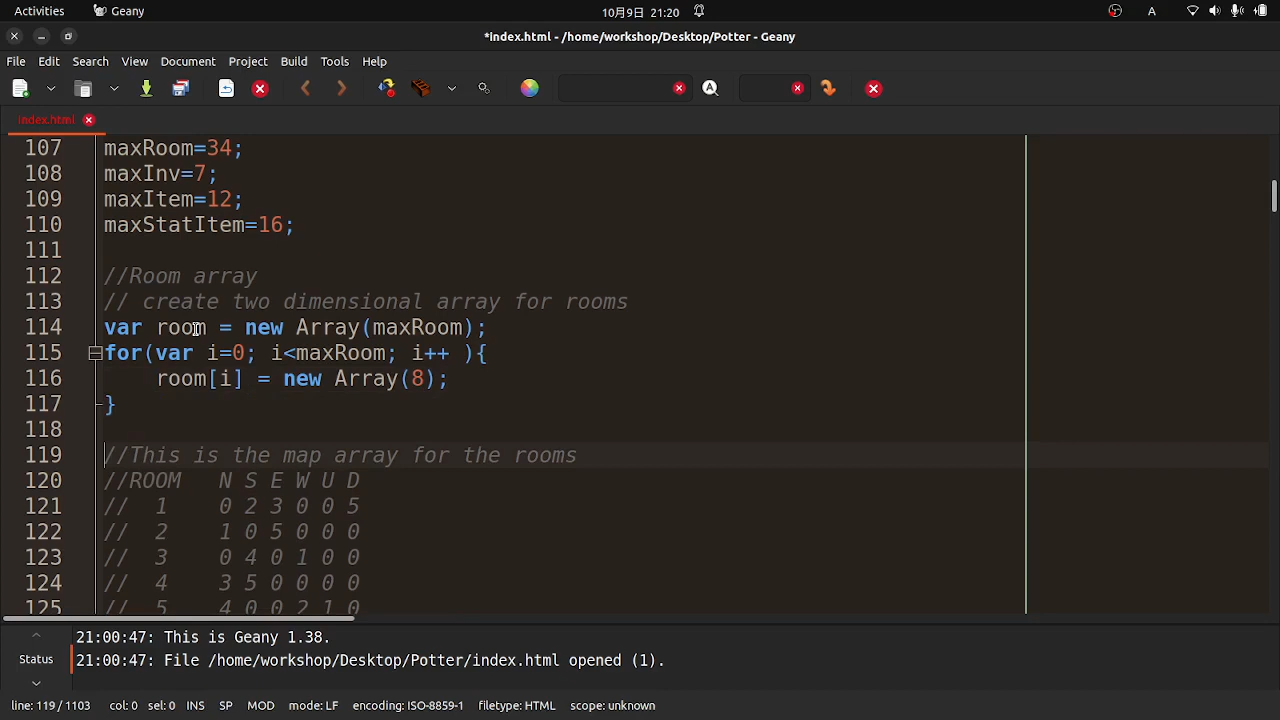 Activities Geany 10月9日 21:20 A
*index.html - /home/workshop/Desktop/Potter - Geany
File Edit Search View Document Project Build Tools Help
index.html
107 maxRoom=34;
108 maxInv=7;
109 maxItem=12;
110 maxStatItem=16;
111
112 //Room array
113 // create two dimensional array for rooms
114 var room = new Array(maxRoom);
115 for(var i=0; i<maxRoom; i++ ){
116 room[i] = new Array(8);
117 }
118
119 //This is the map array for the rooms
120 //ROOM N S E W U D
121 // 1 0 2 3 0 0 5
122 // 2 1 0 5 0 0 0
123 // 3 0 4 0 1 0 0
124 // 4 3 5 0 0 0 0
125 // 5 4 0 0 2 1 0
21:00:47: This is Geany 1.38.
Status 21:00:47: File /home/workshop/Desktop/Potter/index.html opened (1).
line: 119 / 1103 col: 0 sel: 0 INS SP MOD mode: LF encoding: ISO-8859-1 filetype: HTML scope: unknown